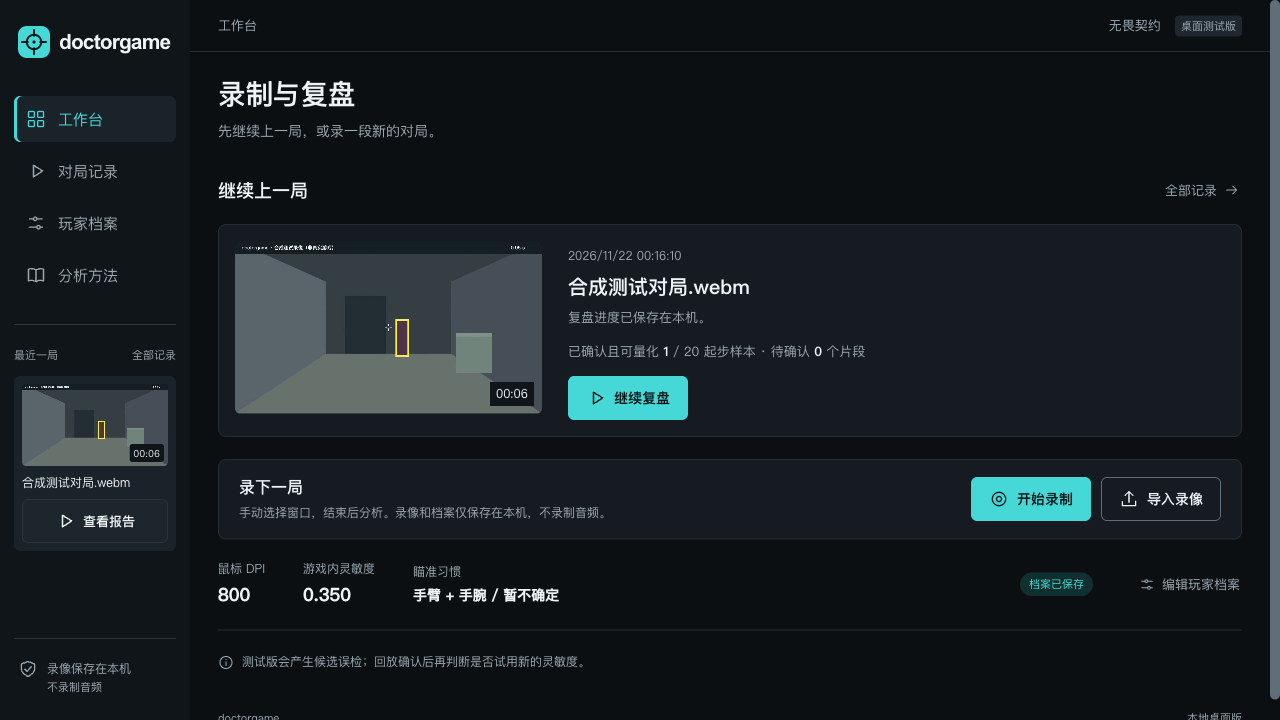 doctorgame
工作台
对局记录
玩家档案
分析方法
最近一局
全部记录
00:06
合成测试对局.webm
查看报告
录像保存在本机
不录制音频
工作台
无畏契约
桌面测试版
录制与复盘
先继续上一局，或录一段新的对局。
继续上一局
全部记录
00:06
2026/11/22 00:16:10
合成测试对局.webm
复盘进度已保存在本机。
已确认且可量化 1 / 20 起步样本 · 待确认 0 个片段
继续复盘
录下一局
手动选择窗口，结束后分析。录像和档案仅保存在本机，不录制音频。
开始录制
导入录像
鼠标 DPI
800
游戏内灵敏度
0.350
瞄准习惯
手臂 + 手腕 / 暂不确定
档案已保存
编辑玩家档案
测试版会产生候选误检；回放确认后再判断是否试用新的灵敏度。
doctorgame
本地桌面版